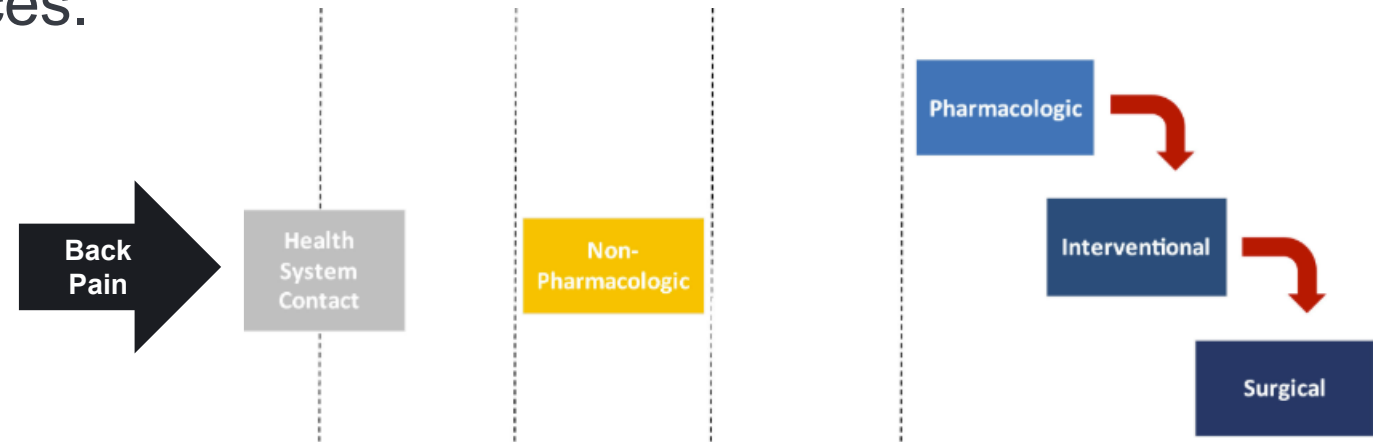 ces.
Back
Pain
Health
System
Contact
Non-
Pharmacologic
Pharmacologic
Interventional
Surgical